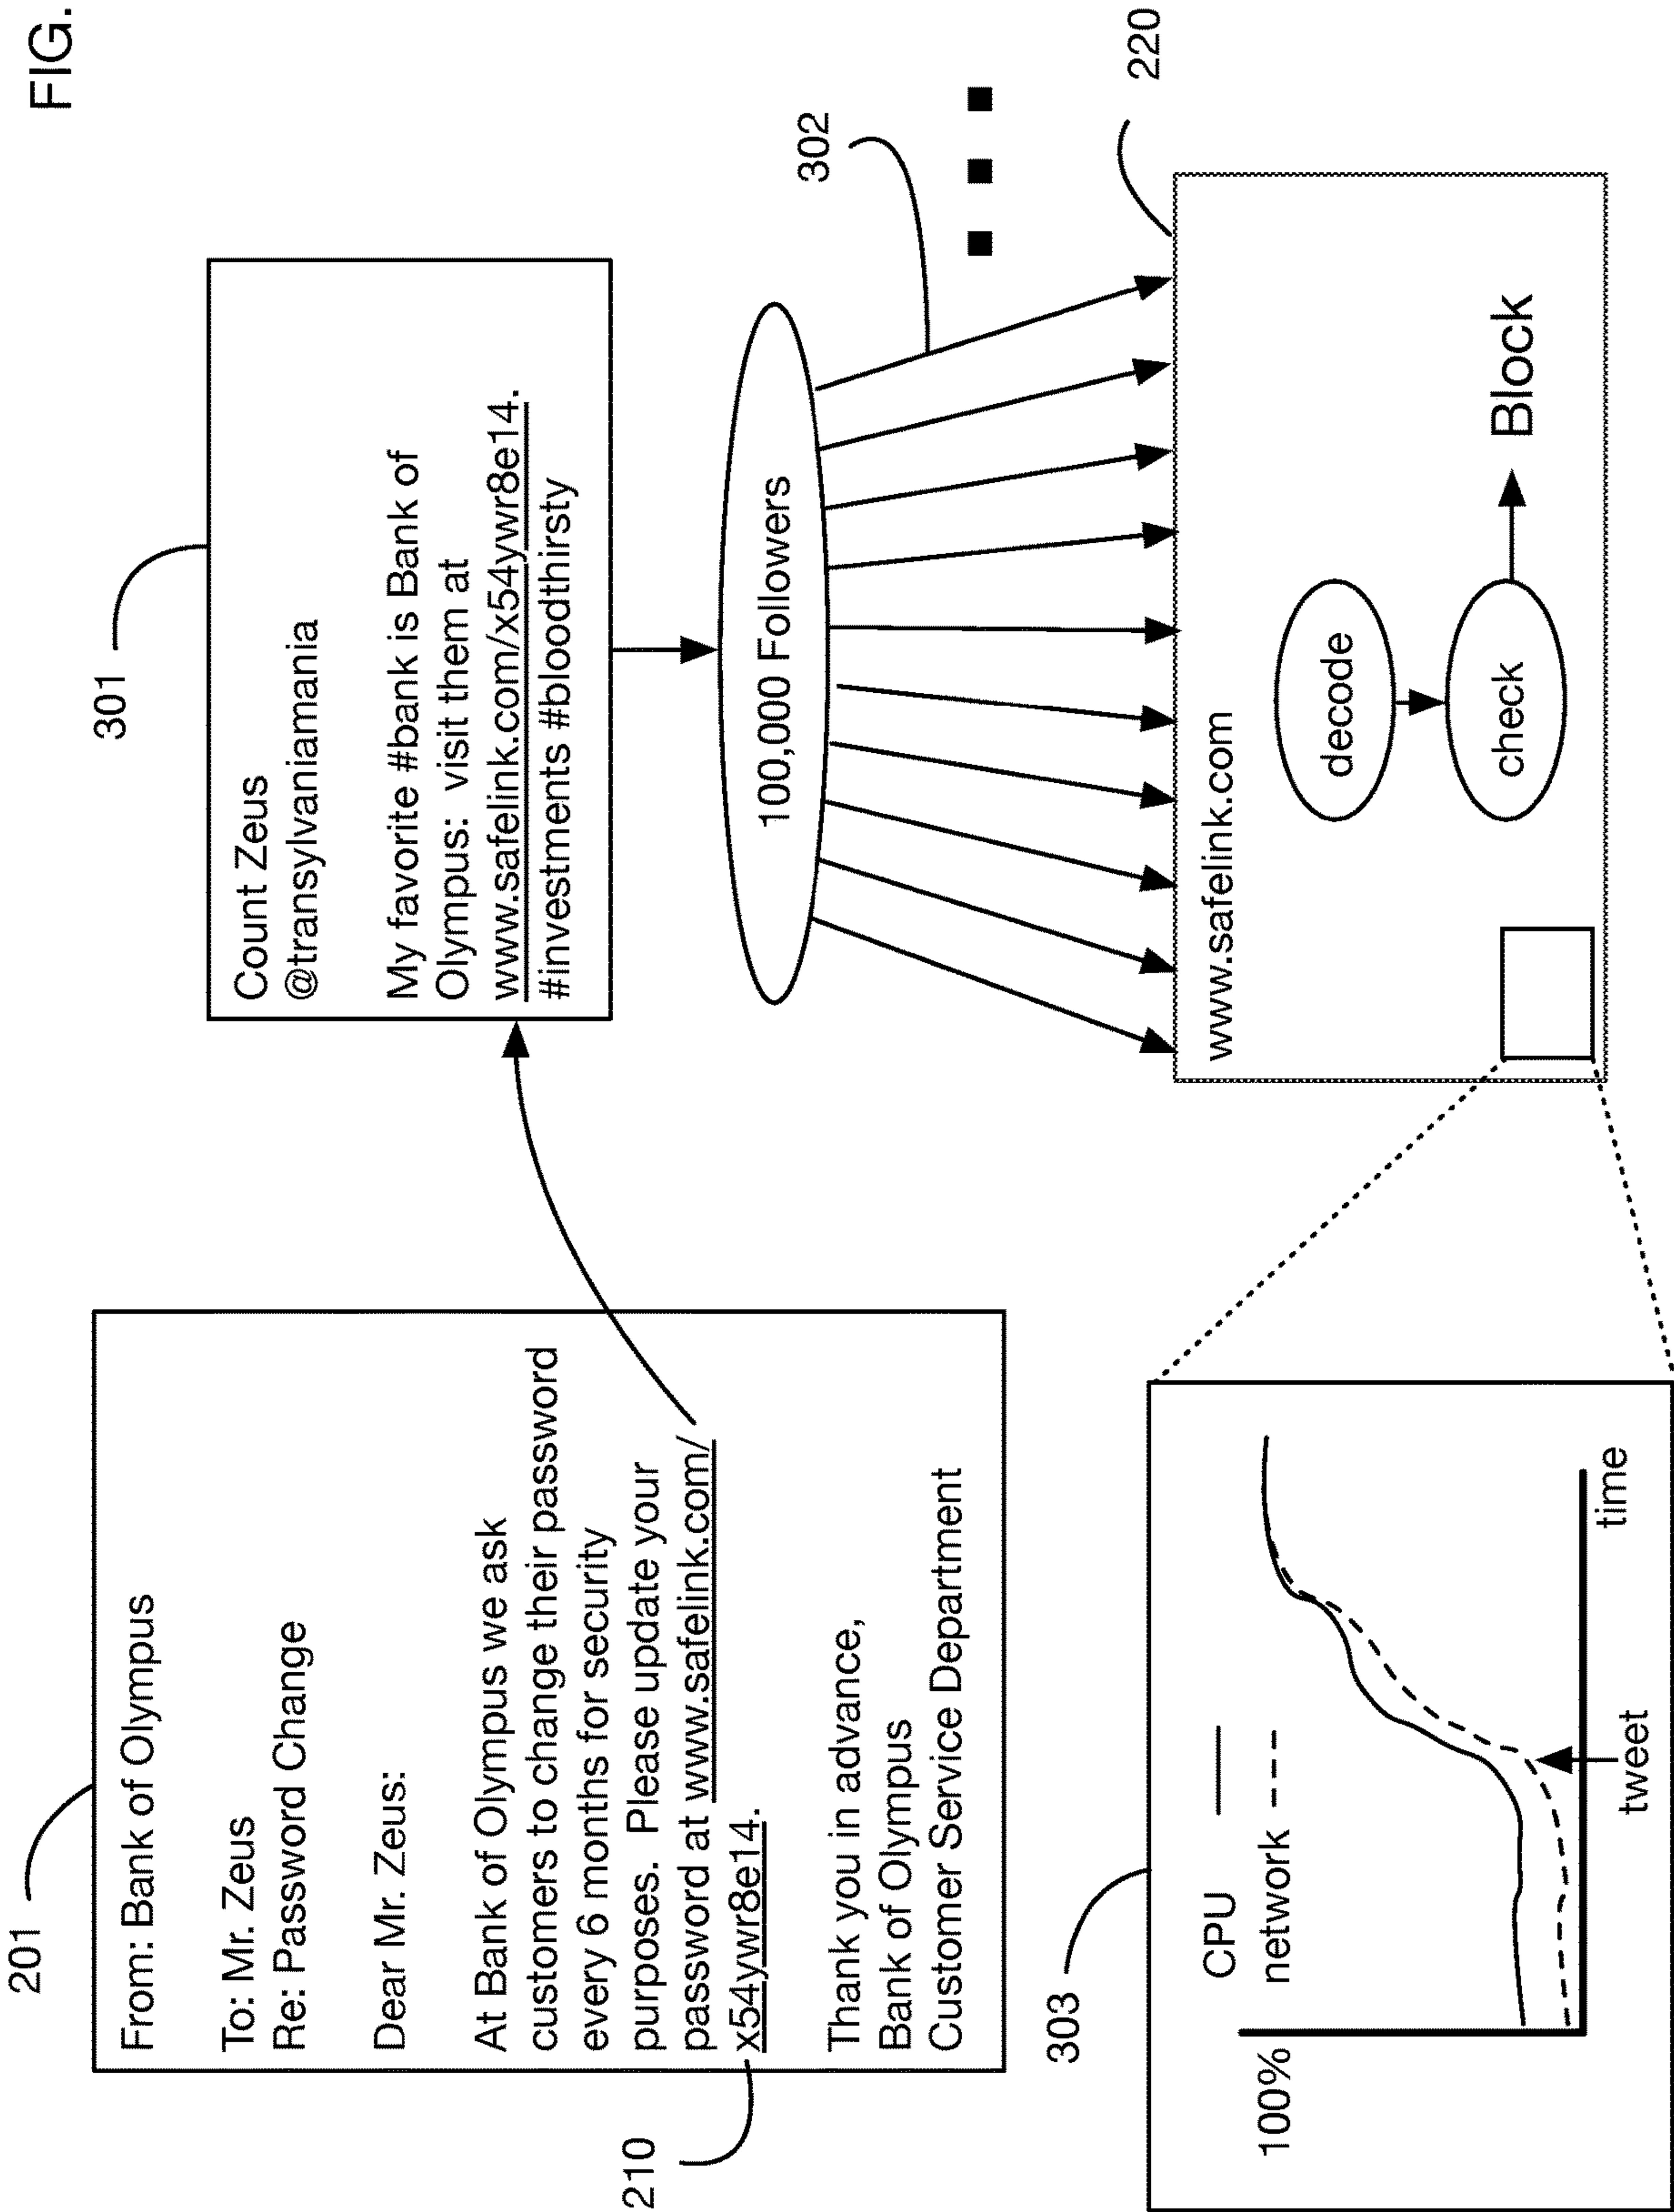 FIG.
201
From: Bank of Olympus
To: Mr. Zeus
Re: Password Change
Dear Mr. Zeus:
At Bank of Olympus we ask
customers to change their password
every 6 months for security
purposes.  Please update your
password at www.safelink.com/
x54ywr8e14.
Thank you in advance,
Bank of Olympus
Customer Service Department
210
301
Count Zeus
@transylvaniamania
My favorite #bank is Bank of
Olympus:  visit them at
www.safelink.com/x54ywr8e14.
#investments #bloodthirsty
100,000 Followers
302
220
www.safelink.com
decode
check
Block
303
CPU
network
100%
tweet
time